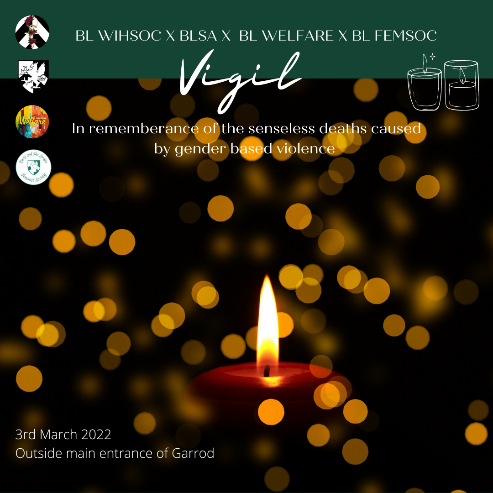 BL WIHSOC X BLSA X BL WELFARE X BL FEMSOC
Vigil
In rememberance of the senseless deaths caused
by gender based violence
3rd March 2022
Outside main entrance of Garrod